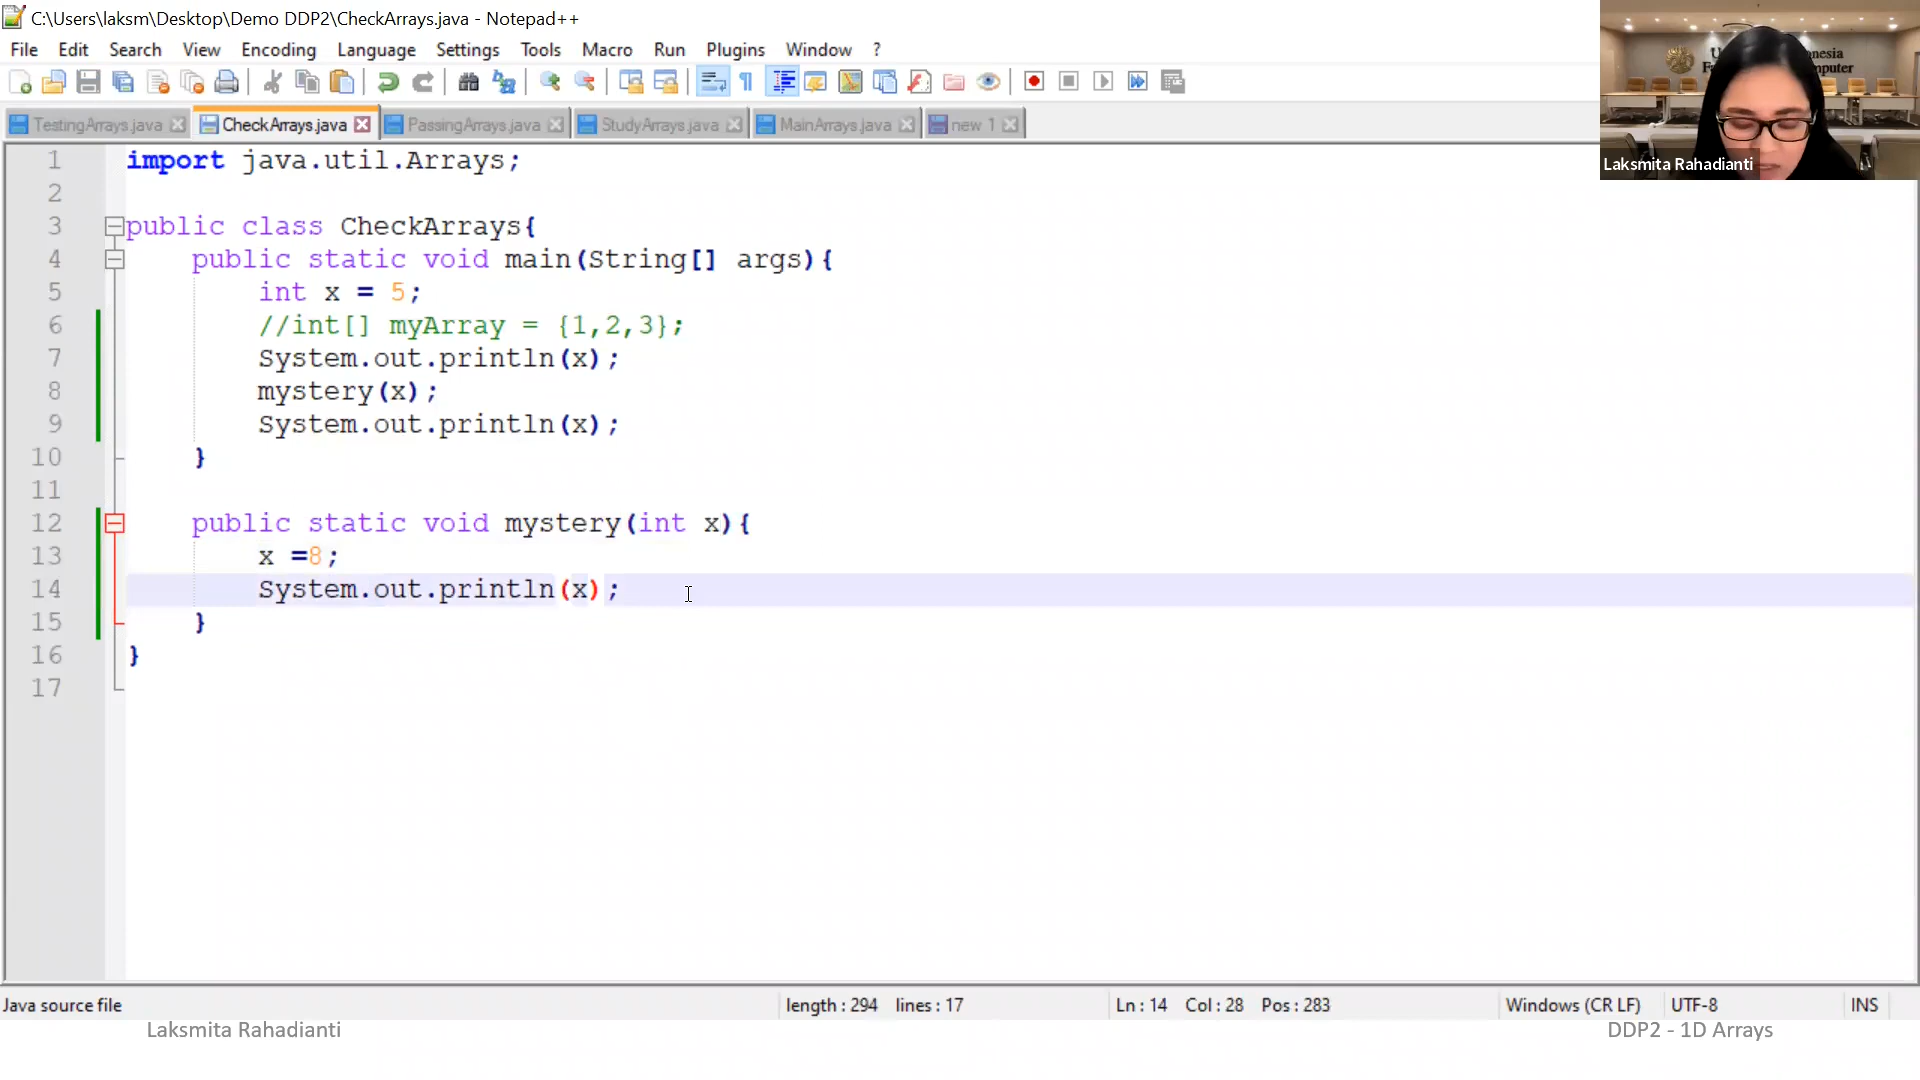 C:\Users\laksm\Desktop\Demo DDP2\CheckArrays.java - Notepad++
File Edit Search View Encoding Language Settings Tools Macro Run Plugins Window ?
TestingArrays.java CheckArrays.java PassingArrays.java StudyArrays.java MainArrays.java new 1
Laksmita Rahadianti
1 import java.util.Arrays;
2
3 public class CheckArrays{
4 public static void main(String[] args){
5 int x = 5;
6 //int[] myArray = {1,2,3};
7 System.out.println(x);
8 mystery(x);
9 System.out.println(x);
10 }
11
12 public static void mystery(int x){
13 x =8;
14 System.out.println(x);
15 }
16 }
17
Java source file length : 294 lines : 17 Ln : 14 Col : 28 Pos : 283 Windows (CR LF) UTF-8 INS
Laksmita Rahadianti DDP2 - 1D Arrays